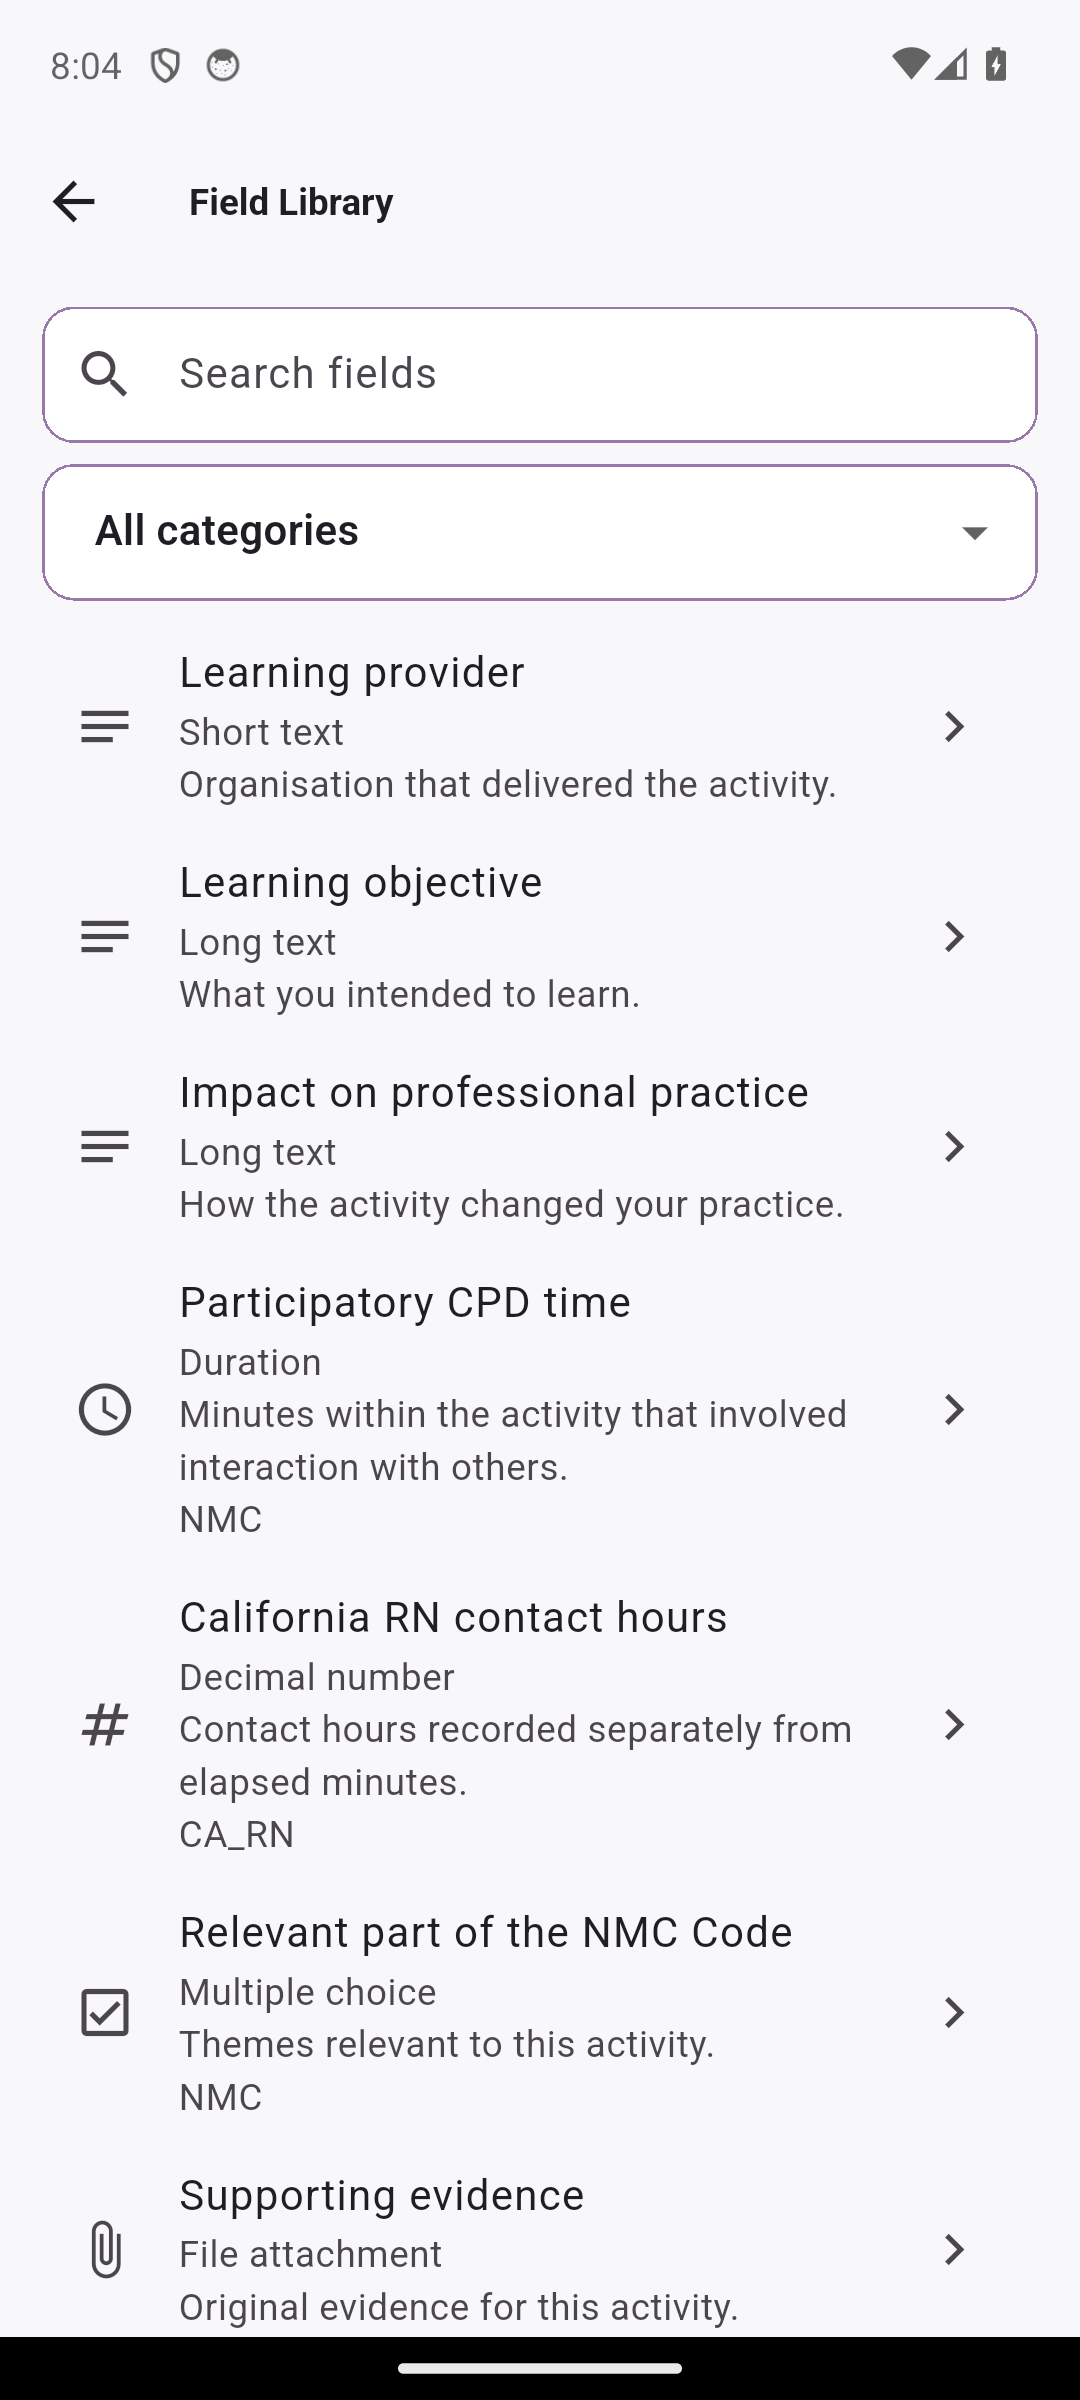 8:04
Field Library
Search fields
All categories
Learning provider
Short text
Organisation that delivered the activity.
Learning objective
Long text
What you intended to learn.
Impact on professional practice
Long text
How the activity changed your practice.
Participatory CPD time
Duration
Minutes within the activity that involved
interaction with others.
NMC
California RN contact hours
Decimal number
Contact hours recorded separately from
elapsed minutes.
CA_RN
Relevant part of the NMC Code
Multiple choice
Themes relevant to this activity.
NMC
Supporting evidence
File attachment
Original evidence for this activity.